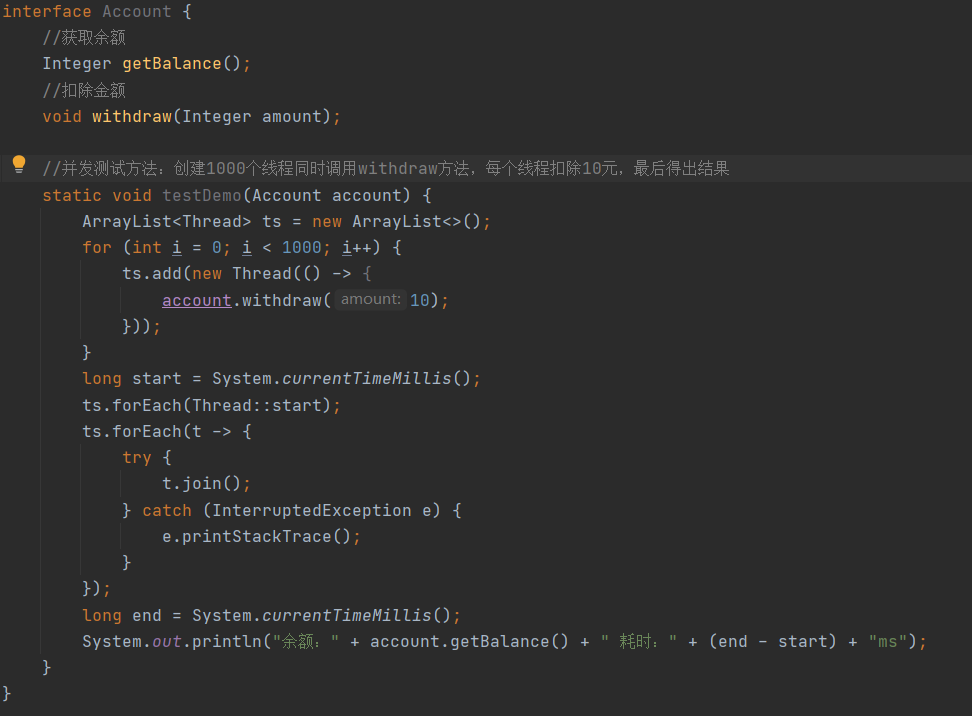 interface Account {
    //获取余额
    Integer getBalance();
    //扣除金额
    void withdraw(Integer amount);

    //并发测试方法：创建1000个线程同时调用withdraw方法，每个线程扣除10元，最后得出结果
    static void testDemo(Account account) {
        ArrayList<Thread> ts = new ArrayList<>();
        for (int i = 0; i < 1000; i++) {
            ts.add(new Thread(() -> {
                account.withdraw( amount: 10);
            }));
        }
        long start = System.currentTimeMillis();
        ts.forEach(Thread::start);
        ts.forEach(t -> {
            try {
                t.join();
            } catch (InterruptedException e) {
                e.printStackTrace();
            }
        });
        long end = System.currentTimeMillis();
        System.out.println("余额：" + account.getBalance() + " 耗时：" + (end - start) + "ms");
    }
}